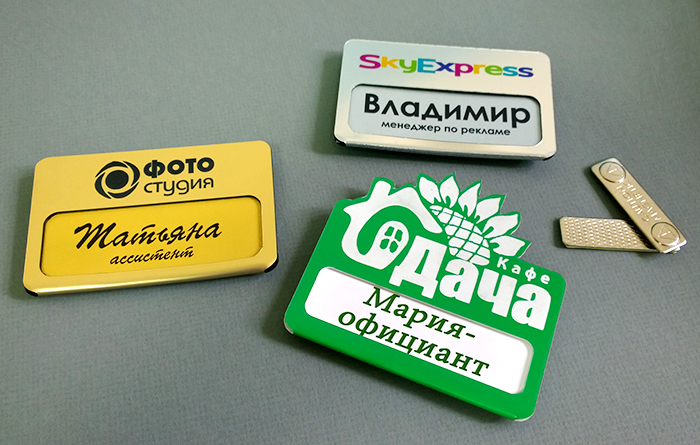 SkyExpress
Владимир
менеджер по рекламе
ФОТО
студия
Татьяна
ассистент
Кафе
Дача
Мария-
официант